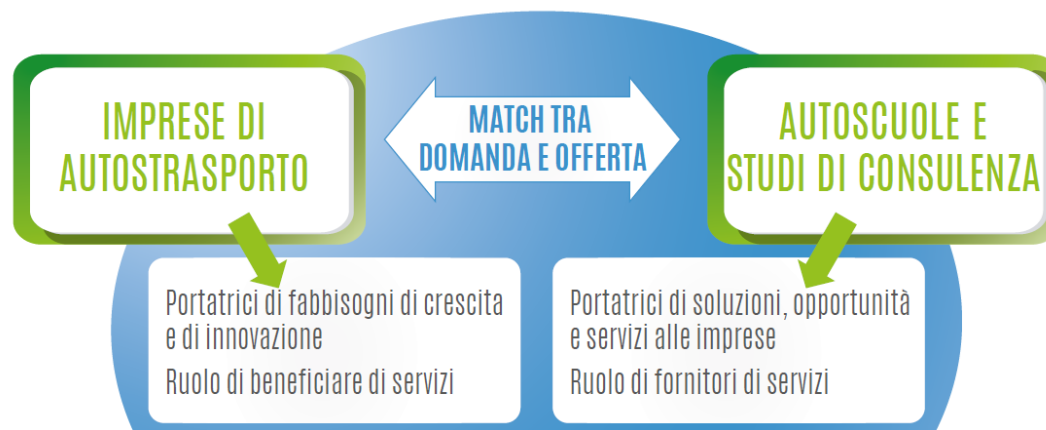 IMPRESE DI
AUTOSTRASPORTO
MATCH TRA
DOMANDA E OFFERTA
AUTOSCUOLE E
STUDI DI CONSULENZA
Portatrici di fabbisogni di crescita
e di innovazione
Ruolo di beneficiare di servizi
Portatrici di soluzioni, opportunità
e servizi alle imprese
Ruolo di fornitori di servizi